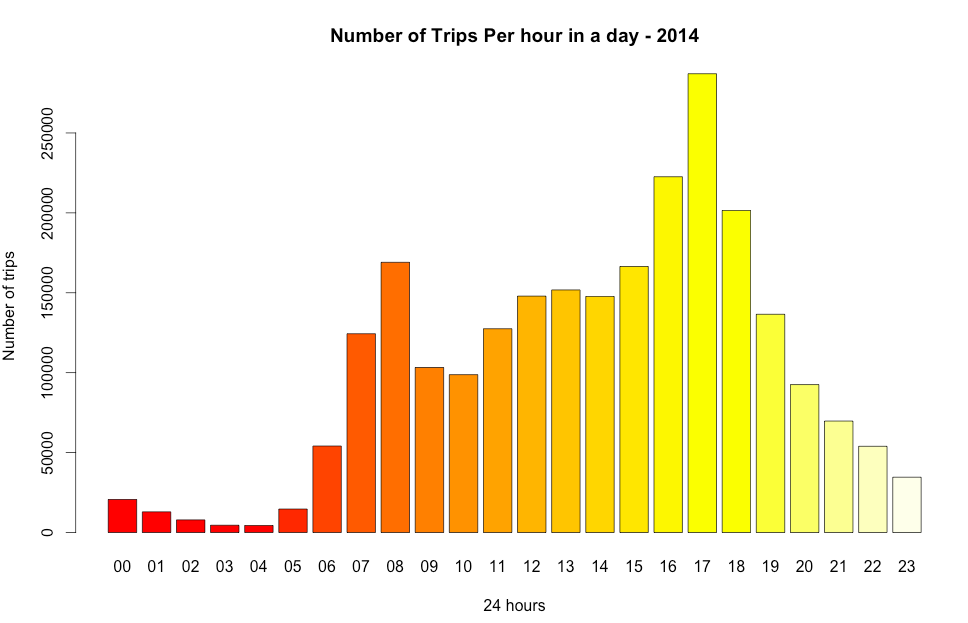 Number of Trips Per hour in a day - 2014
Number of trips
250000
200000
150000
100000
50000
0
00 01 02 03 04 05 06 07 08 09 10 11 12 13 14 15 16 17 18 19 20 21 22 23
24 hours